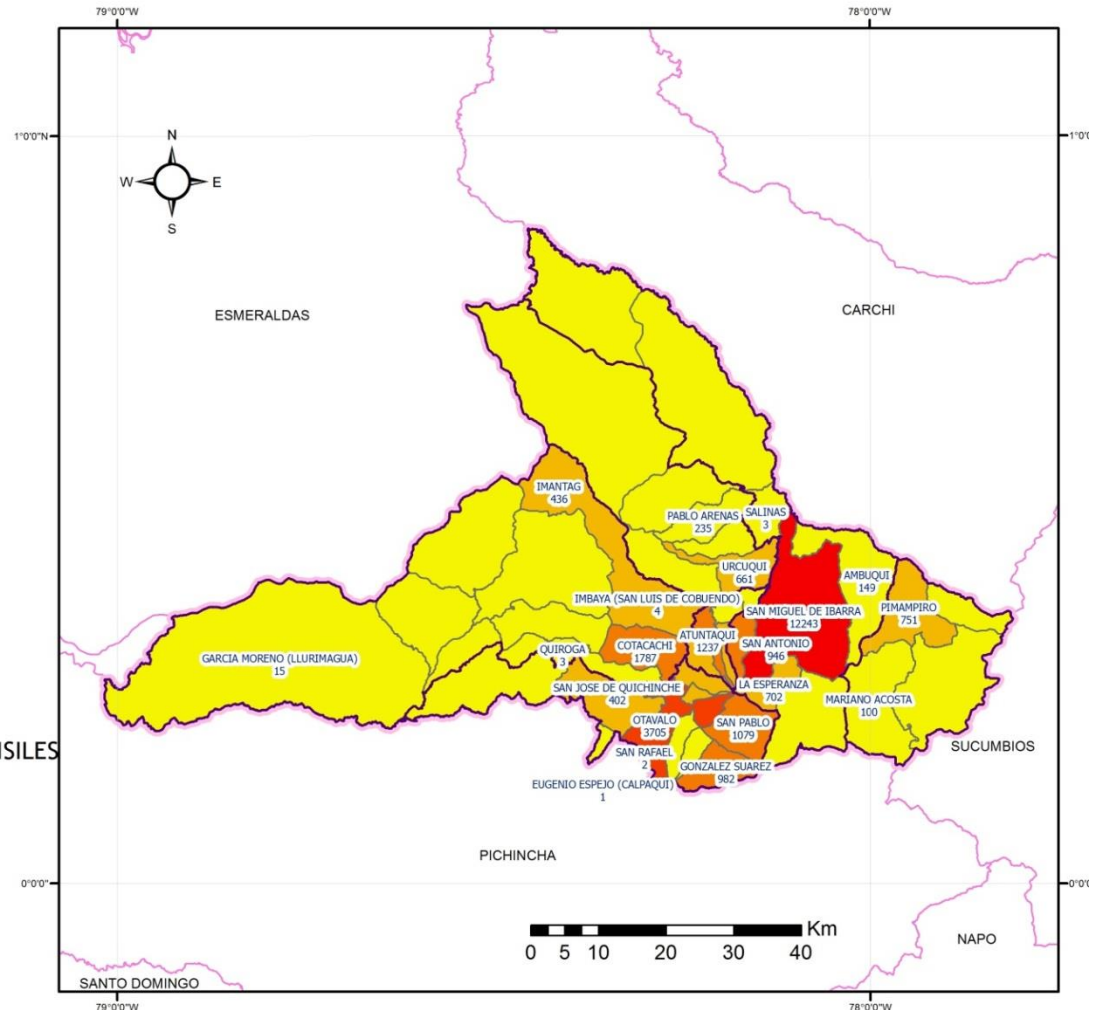 79°0'0"W
78°0'0"W
1°0'0"N
1°0'0
N
W
E
S
ESMERALDAS
CARCHI
IMANTAG
436
PABLO ARENAS
235
SALINAS
3
URCUQUI
661
AMBUQUI
149
IMBAYA (SAN LUIS DE COBUENDO)
4
SAN MIGUEL DE IBARRA
12243
PIMAMPIRO
751
ATUNTAQUI
1237
COTACACHI
1787
SAN ANTONIO
946
QUIROGA
3
GARCIA MORENO (LLURIMAGUA)
15
SAN JOSE DE QUICHINCHE
402
LA ESPERANZA
702
MARIANO ACOSTA
100
OTAVALO
3705
SAN PABLO
1079
SUCUMBIOS
SAN RAFAEL
2
GONZALEZ SUAREZ
982
EUGENIO ESPEJO (CALPAQUI)
1
PICHINCHA
0°0'0"
0°0'0
Km
0 5 10 20 30 40
NAPO
SANTO DOMINGO
79°0'0"W
78°0'0"W